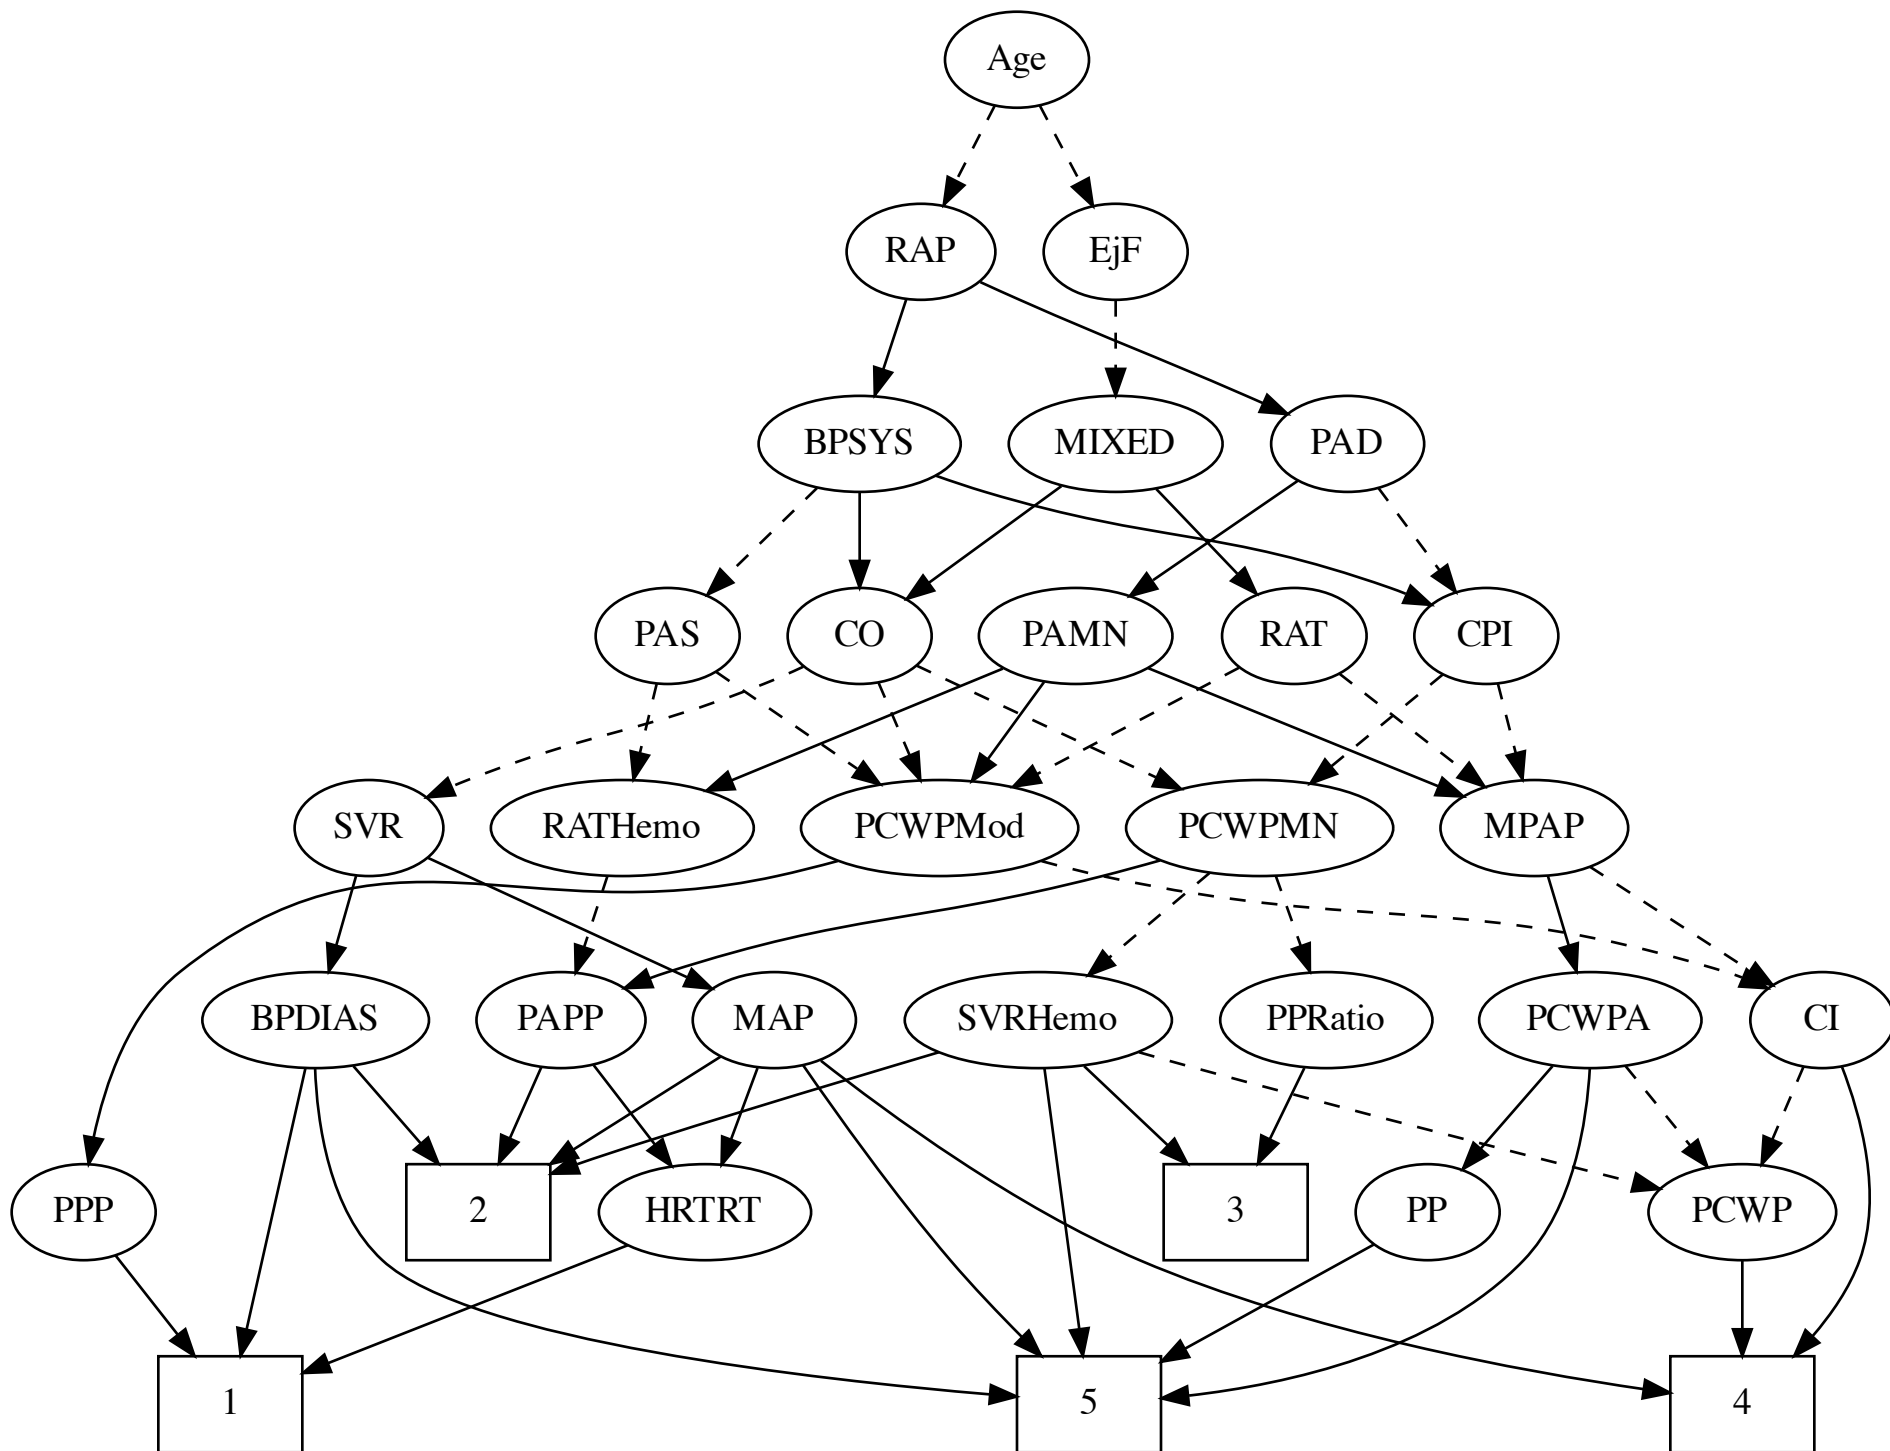 Age
RAP EjF
BPSYS MIXED PAD
PAS CO PAMN RAT CPI
SVR RATHemo PCWPMod PCWPMN MPAP
BPDIAS PAPP MAP SVRHemo PPRatio PCWPA CI
PPP 2 HRTRT 3 PP PCWP
1 5 4